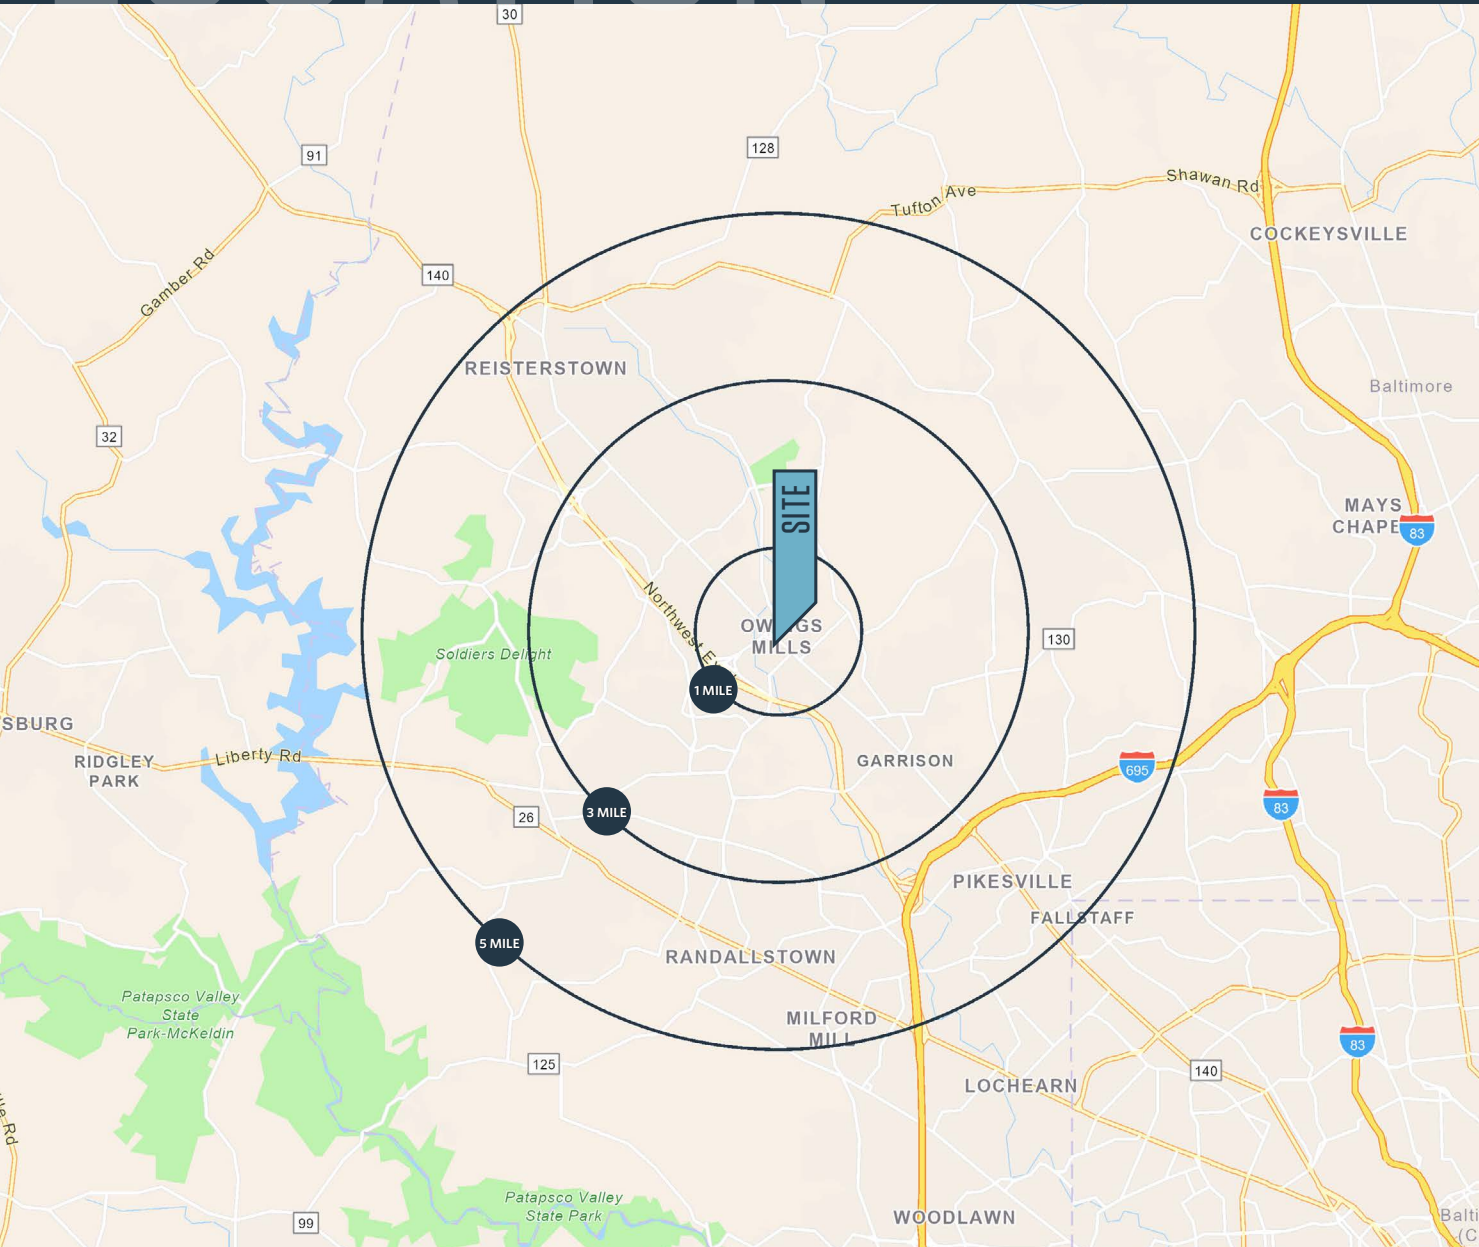 30
128
91
Shawan Rd
Tufton Ave
COCKEYSVILLE
Gamber Rd
140
REISTERSTOWN
Baltimore
32
SITE
MAYS
CHAPE
83
Northwest
OWINGS
MILLS
130
Soldiers Delight
1 MILE
SBURG
RIDGLEY
PARK
Liberty Rd
GARRISON
695
83
26
3 MILE
PIKESVILLE
FALLSTAFF
5 MILE
RANDALLSTOWN
Patapsco Valley
State
Park-McKeldin
MILFORD
MILL
83
125
140
LOCHEARN
lle Rd
Patapsco Valley
State Park
99
WOODLAWN
Balti
(C